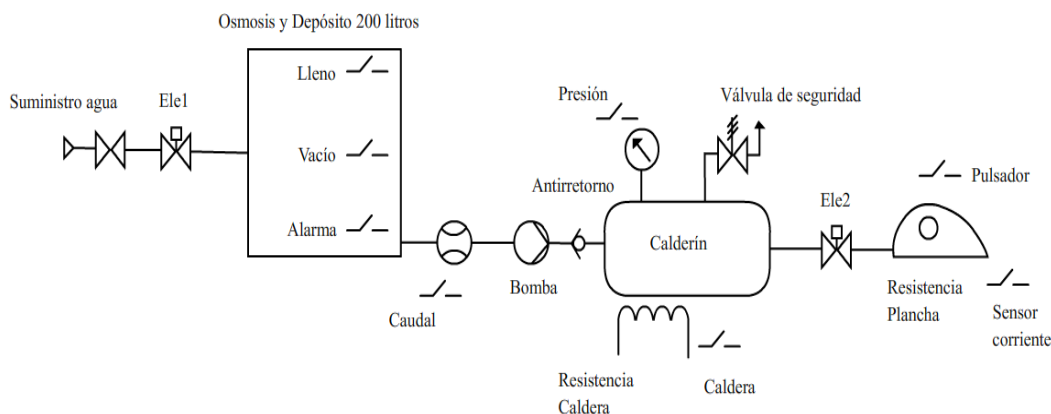 Osmosis y Depósito 200 litros
Lleno
Suministro agua
Ele1
Vacío
Alarma
Caudal
Bomba
Antirretorno
Presión
Válvula de seguridad
Calderín
Resistencia
Caldera
Caldera
Ele2
Pulsador
Resistencia
Plancha
Sensor
corriente